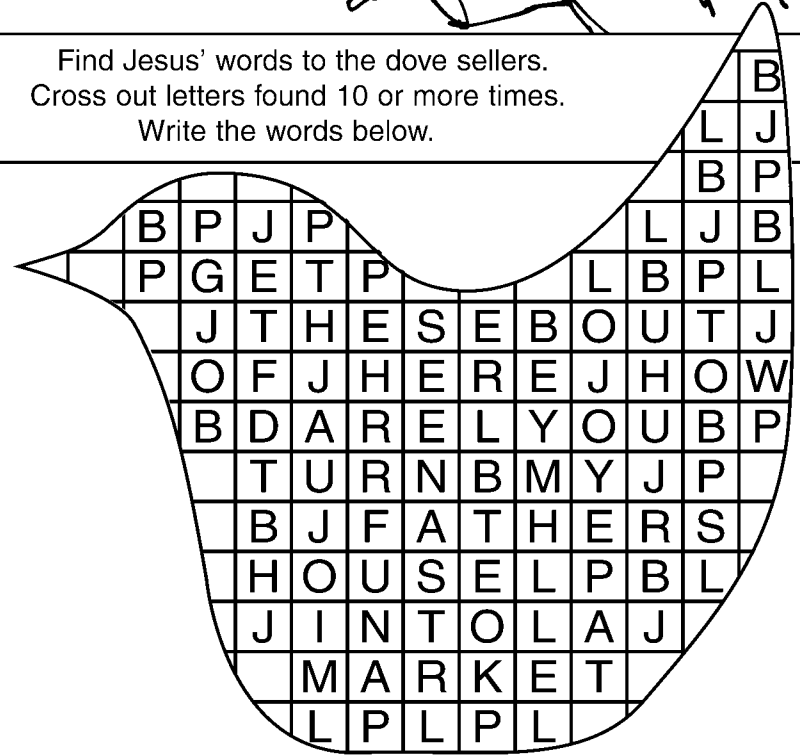 Find Jesus' words to the dove sellers.
Cross out letters found 10 or more times.
Write the words below.
B
L J
B P
B P J P L J B
P G E T P L B P L
J T H E S E B O U T J
O F J H E R E J H O W
B D A R E L Y O U B P
T U R N B M Y J P
B J F A T H E R S
H O U S E L P B L
J I N T O L A J
M A R K E T
L P L P L